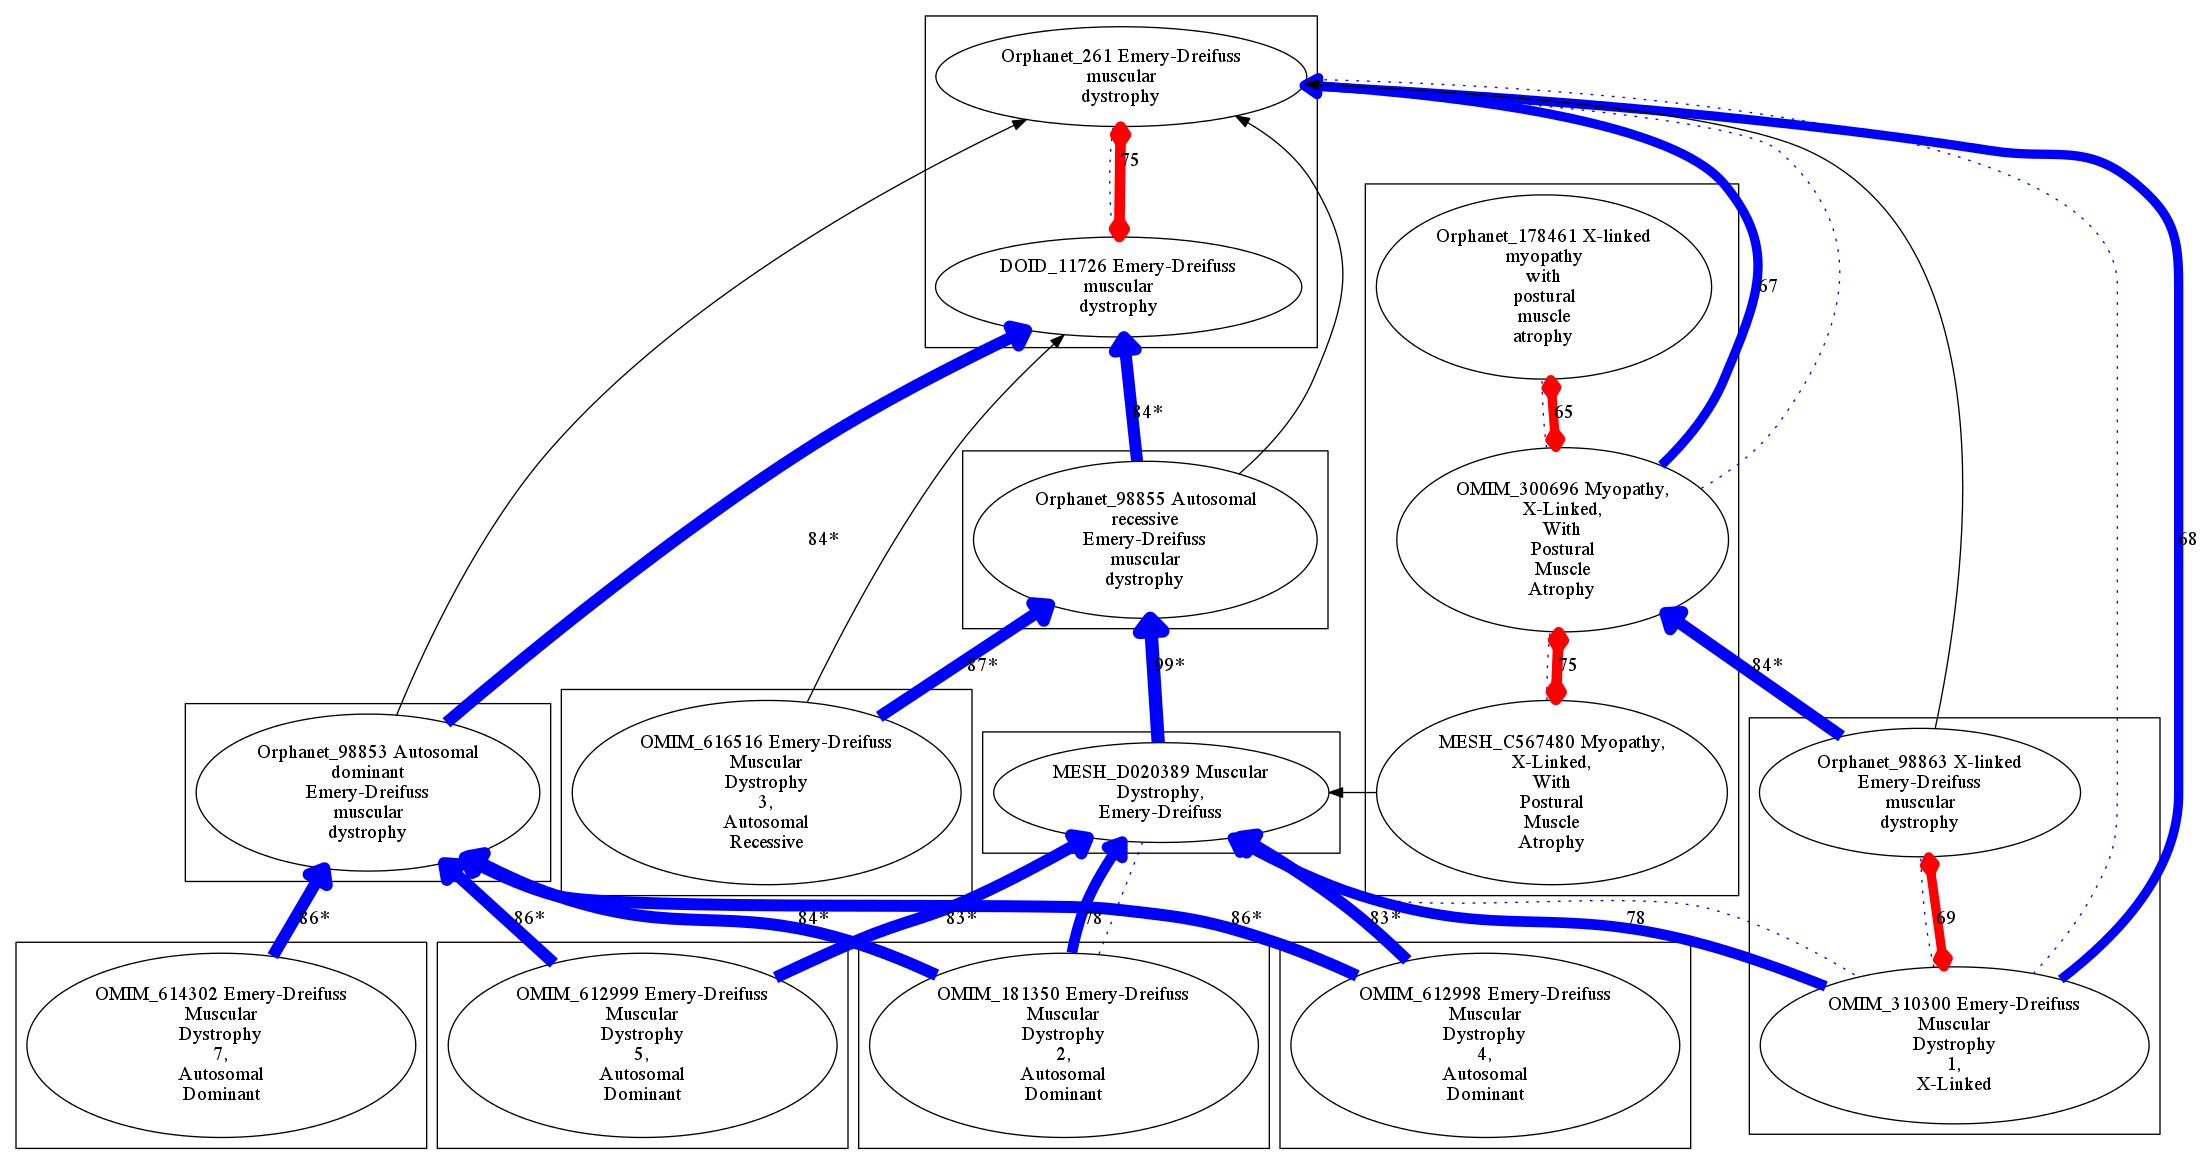 Orphanet_261 Emery-Dreifuss
muscular
dystrophy
75
DOID_11726 Emery-Dreifuss
muscular
dystrophy
Orphanet_178461 X-linked
myopathy
with
postural
muscle
atrophy
67
84*
65
Orphanet_98855 Autosomal
recessive
Emery-Dreifuss
muscular
dystrophy
OMIM_300696 Myopathy,
X-Linked,
With
Postural
Muscle
Atrophy
84*
68
87*
99*
75
84*
Orphanet_98853 Autosomal
dominant
Emery-Dreifuss
muscular
dystrophy
OMIM_616516 Emery-Dreifuss
Muscular
Dystrophy
3,
Autosomal
Recessive
MESH_D020389 Muscular
Dystrophy,
Emery-Dreifuss
MESH_C567480 Myopathy,
X-Linked,
With
Postural
Muscle
Atrophy
Orphanet_98863 X-linked
Emery-Dreifuss
muscular
dystrophy
86*
86*
84*
83*
78
86*
83*
78
69
OMIM_614302 Emery-Dreifuss
Muscular
Dystrophy
7,
Autosomal
Dominant
OMIM_612999 Emery-Dreifuss
Muscular
Dystrophy
5,
Autosomal
Dominant
OMIM_181350 Emery-Dreifuss
Muscular
Dystrophy
2,
Autosomal
Dominant
OMIM_612998 Emery-Dreifuss
Muscular
Dystrophy
4,
Autosomal
Dominant
OMIM_310300 Emery-Dreifuss
Muscular
Dystrophy
1,
X-Linked